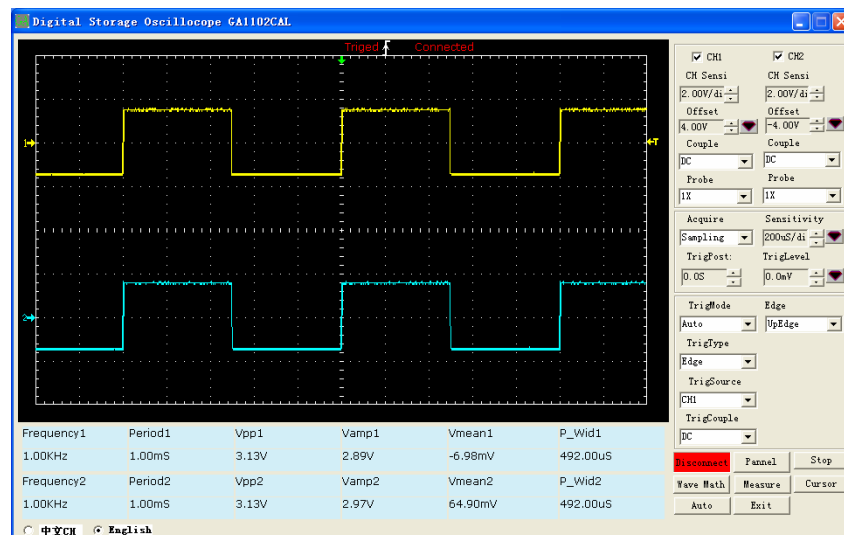 Digital Storage Oscillocope GA1102CAL
Triged Connected
CH1 CH2
CH Sensi CH Sensi
2.00V/di 2.00V/di
Offset Offset
4.00V -4.00V
Couple Couple
DC DC
Probe Probe
1X 1X
Acquire Sensitivity
Sampling 200uS/di
TrigPost: TrigLevel
0.0S 0.0mV
TrigMode Edge
Auto UpEdge
TrigType
Edge
TrigSource
CH1
TrigCouple
DC
Disconnect Pannel Stop
Wave Math Measure Cursor
Auto Exit
1
T
2
Frequency1 Period1 Vpp1 Vamp1 Vmean1 P_Wid1
1.00KHz 1.00mS 3.13V 2.89V -6.98mV 492.00uS
Frequency2 Period2 Vpp2 Vamp2 Vmean2 P_Wid2
1.00KHz 1.00mS 3.13V 2.97V 64.90mV 492.00uS
中文CH English